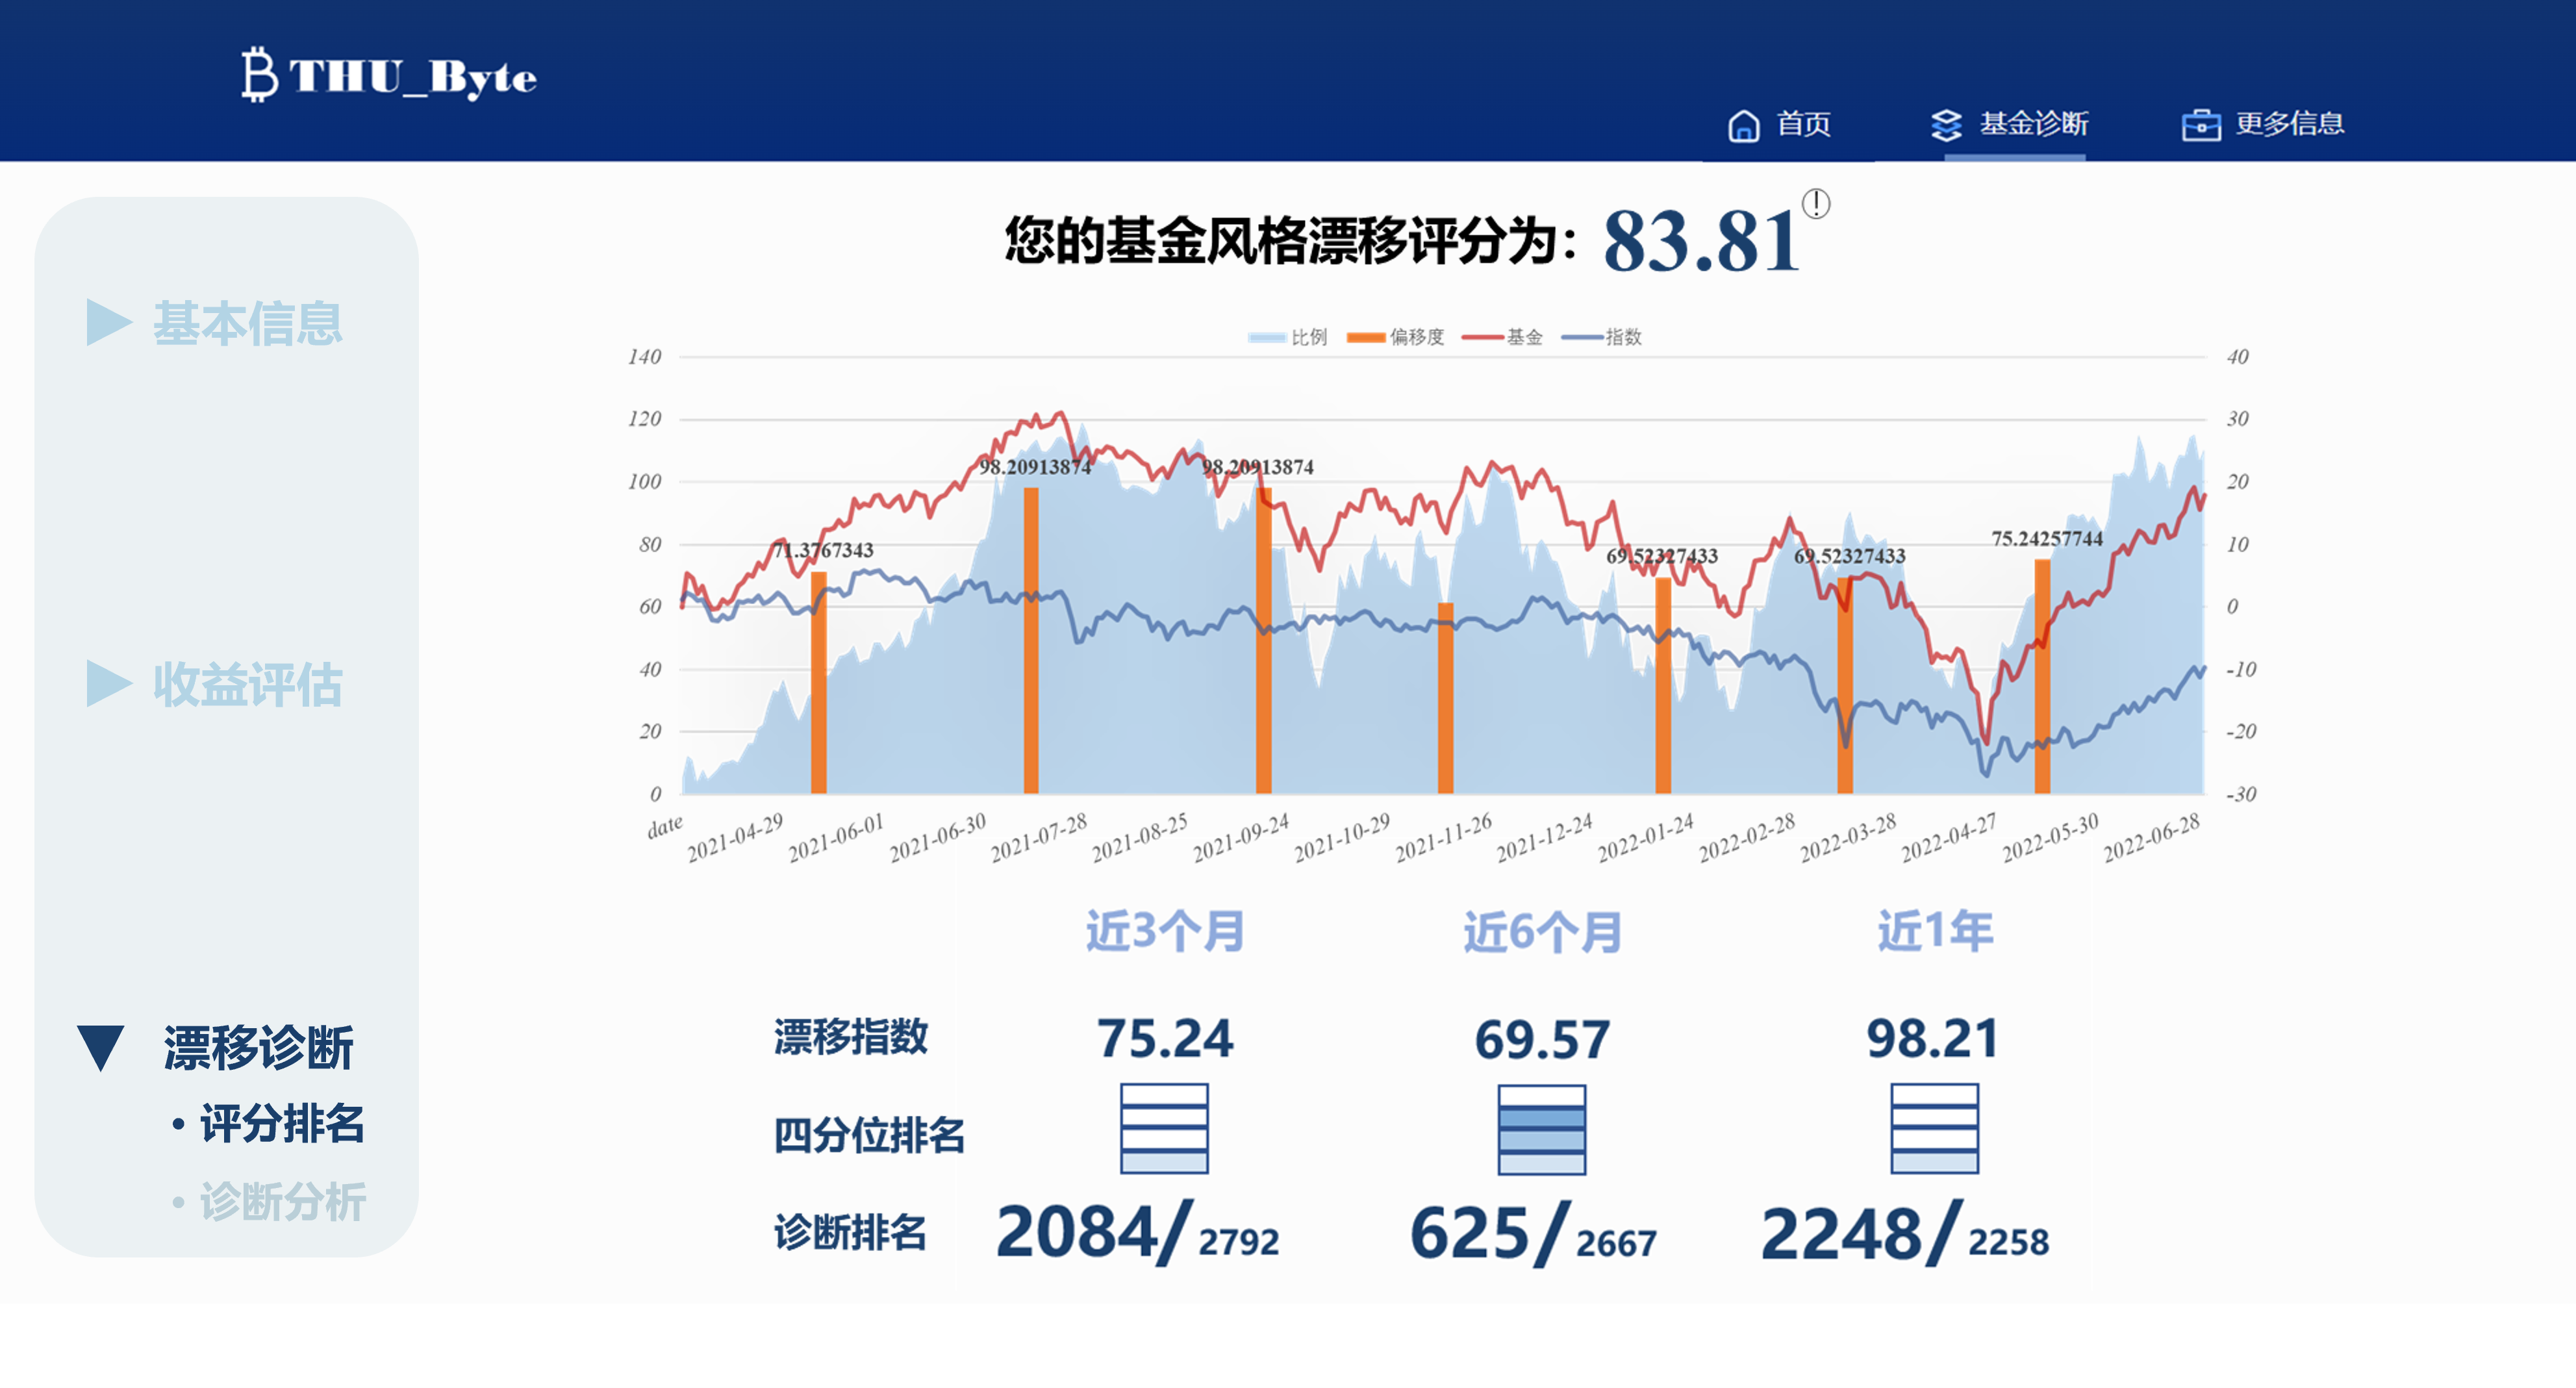 THU_Byte
首页 基金诊断 更多信息
您的基金风格漂移评分为：83.81
基本信息
收益评估
漂移诊断
• 评分排名
• 诊断分析
比例 偏移度 基金 指数
140 40
120 30
100 20
80 10
60 0
40 -10
20 -20
0 -30
71.3767343
98.20913874
98.20913874
69.52327433
69.52327433
75.24257744
date 2021-04-29 2021-06-01 2021-06-30 2021-07-28 2021-08-25 2021-09-24 2021-10-29 2021-11-26 2021-12-24 2022-01-24 2022-02-28 2022-03-28 2022-04-27 2022-05-30 2022-06-28
近3个月 近6个月 近1年
漂移指数 75.24 69.57 98.21
四分位排名
诊断排名 2084/2792 625/2667 2248/2258